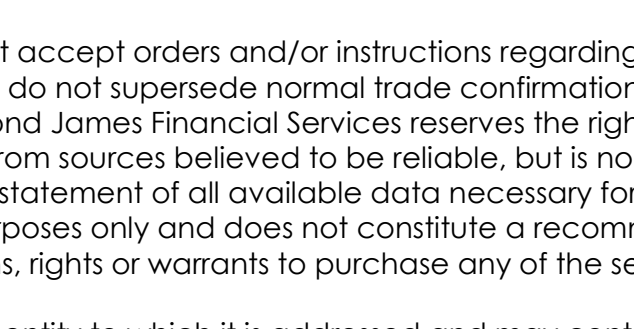 t accept orders and/or instructions regarding
do not supersede normal trade confirmation
ond James Financial Services reserves the righ
rom sources believed to be reliable, but is no
statement of all available data necessary for
rposes only and does not constitute a recomm
s, rights or warrants to purchase any of the se
entity to which it is addressed and may cont